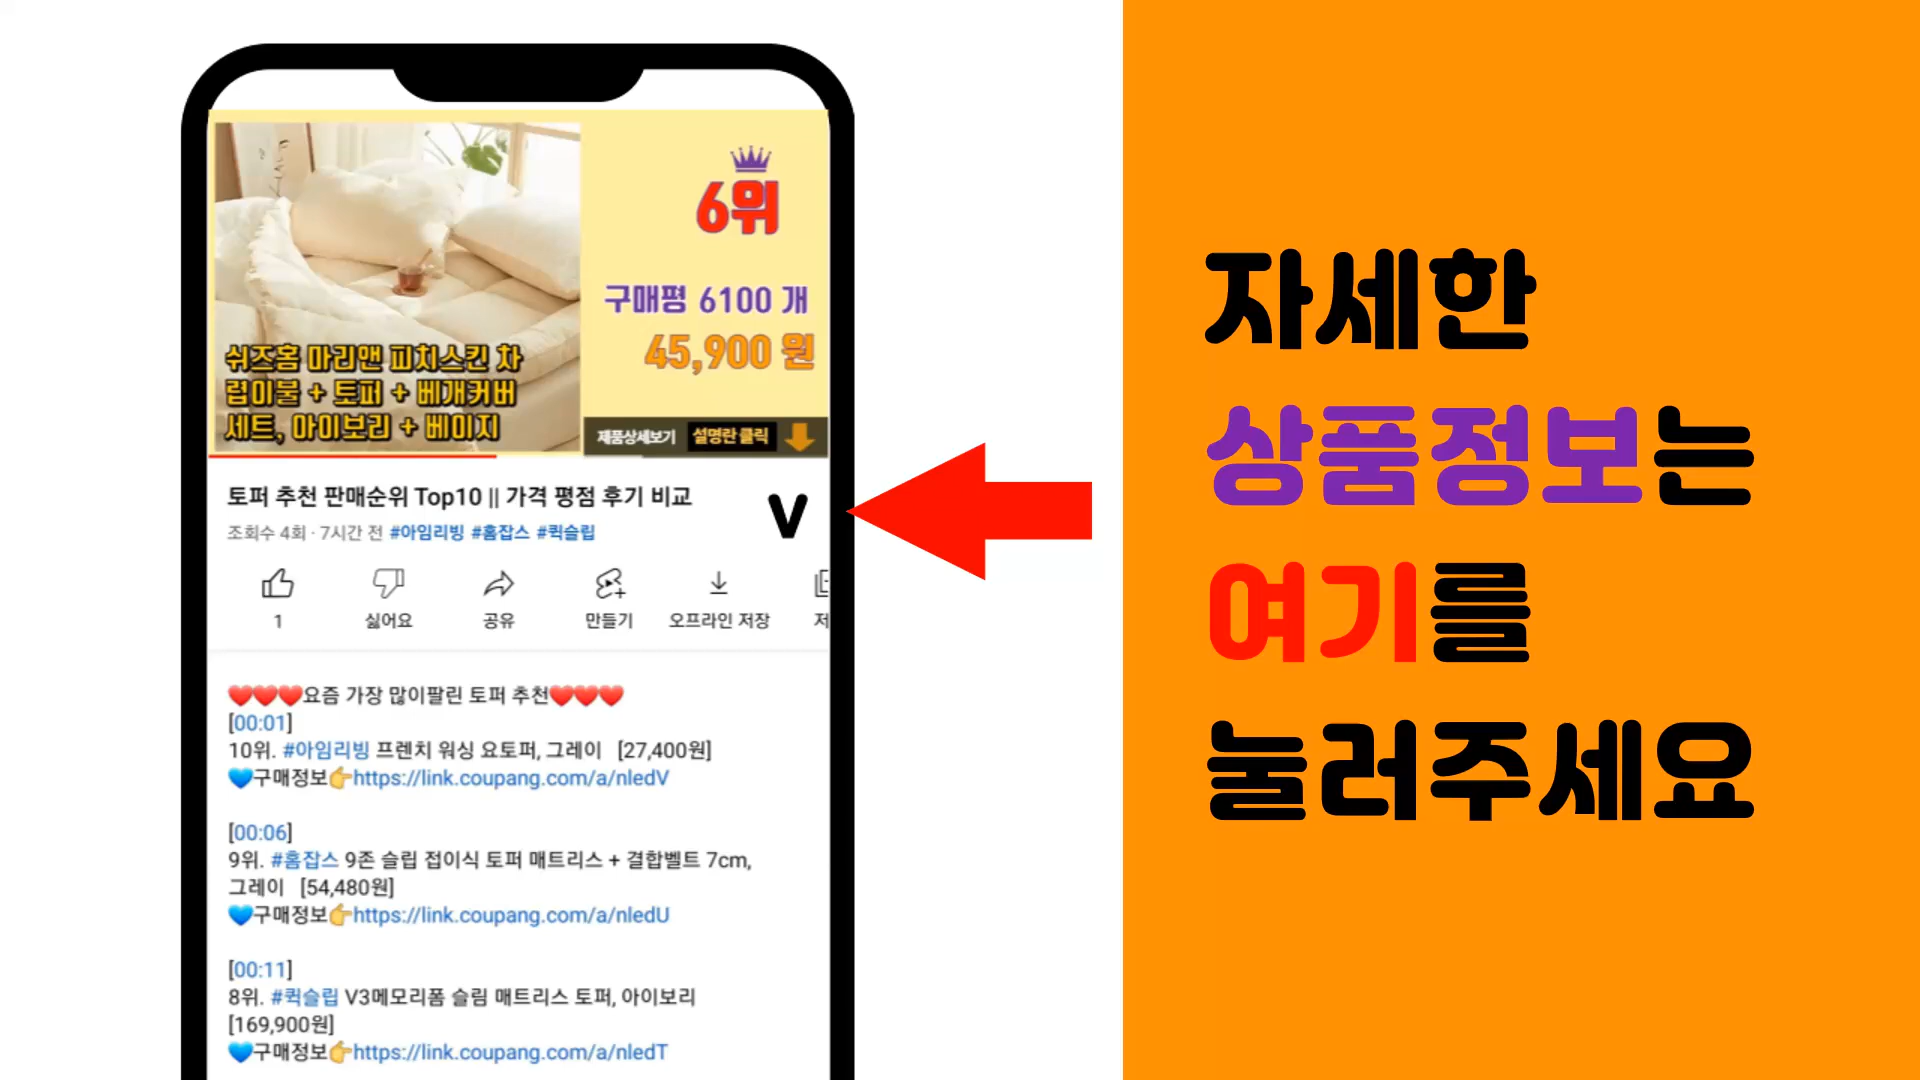 6위
구매평 6100 개
45,900 원
쉬즈홈 마리앤 피치스킨 차
렵이불 + 토퍼 + 베개커버
세트, 아이보리 + 베이지
제품상세보기 설명란 클릭
토퍼 추천 판매순위 Top10 || 가격 평점 후기 비교
V
조회수 4회 · 7시간 전 #아임리빙 #홈잡스 #퀵슬립
1 싫어요 공유 만들기 오프라인 저장 저
❤❤❤요즘 가장 많이팔린 토퍼 추천❤❤❤
[00:01]
10위. #아임리빙 프렌치 워싱 요토퍼, 그레이 [27,400원]
💙구매정보👉https://link.coupang.com/a/nledV
[00:06]
9위. #홈잡스 9존 슬립 접이식 토퍼 매트리스 + 결합벨트 7cm,
그레이 [54,480원]
💙구매정보👉https://link.coupang.com/a/nledU
[00:11]
8위. #퀵슬립 V3메모리폼 슬림 매트리스 토퍼, 아이보리
[169,900원]
💙구매정보👉https://link.coupang.com/a/nledT
자세한
상품정보는
여기를
눌러주세요